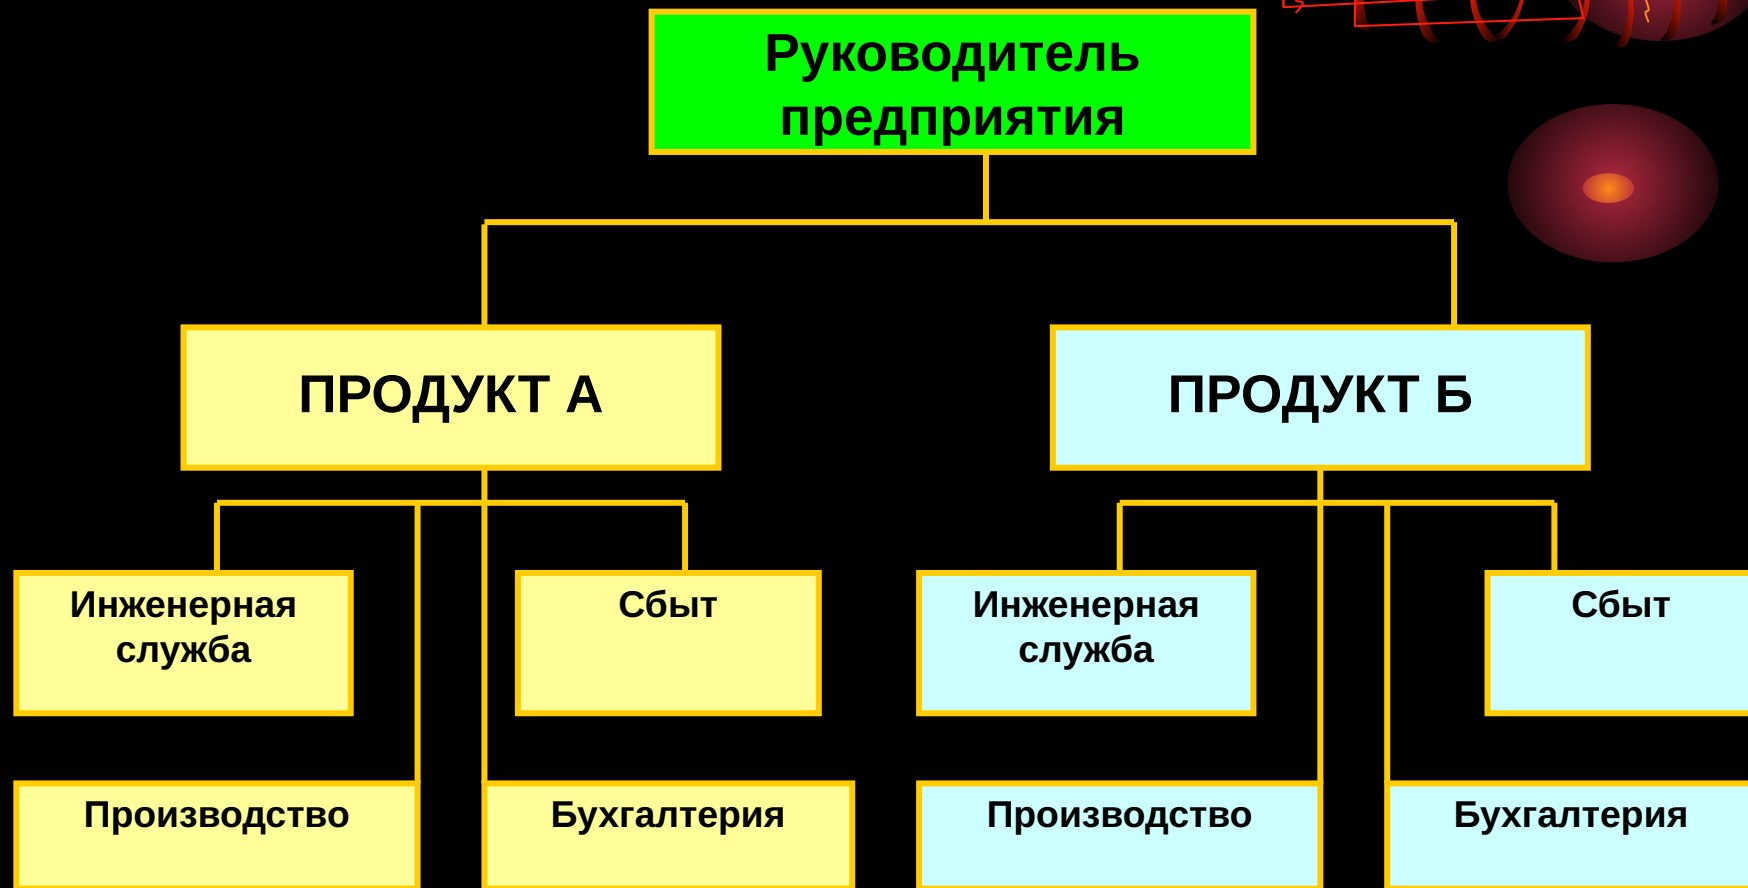 Руководитель
предприятия
ПРОДУКТ А
ПРОДУКТ Б
Инженерная
служба
Сбыт
Инженерная
служба
Сбыт
Производство
Бухгалтерия
Производство
Бухгалтерия